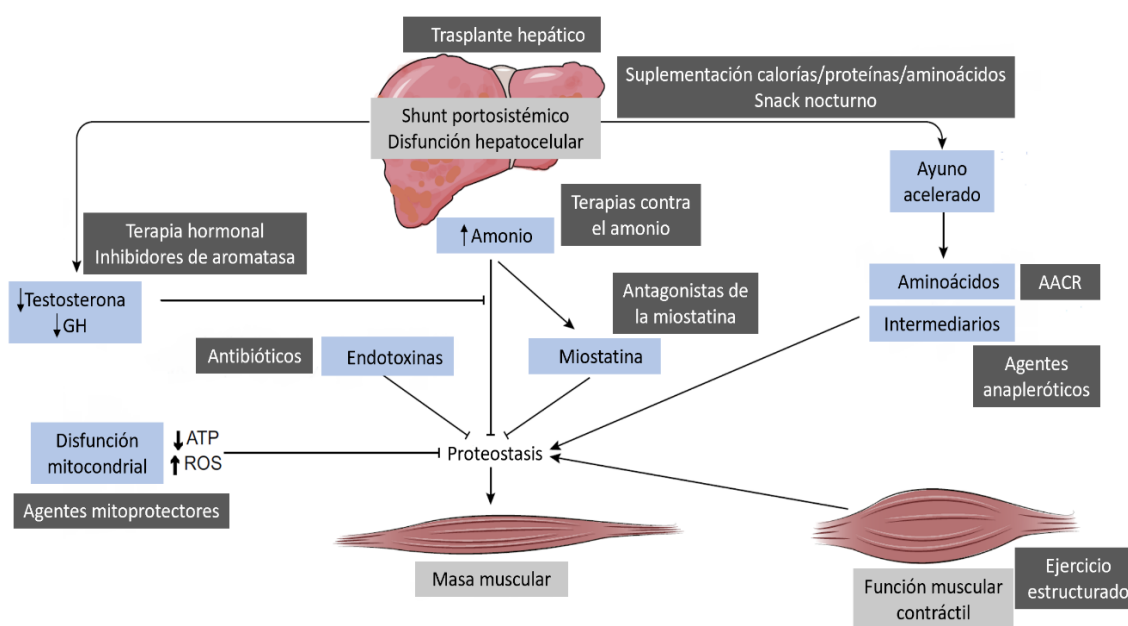 Trasplante hepático
Suplementación calorías/proteínas/aminoácidos
Snack nocturno
Shunt portosistémico
Disfunción hepatocelular
Ayuno
acelerado
Terapias contra
el amonio
↑Amonio
Terapia hormonal
Inhibidores de aromatasa
↓Testosterona
↓GH
Aminoácidos
AACR
Antagonistas de
la miostatina
Intermediarios
Antibióticos
Endotoxinas
Miostatina
Agentes
anapleróticos
Disfunción
mitocondrial
↓ATP
↑ROS
Proteostasis
Agentes mitoprotectores
Masa muscular
Función muscular
contráctil
Ejercicio
estructurado